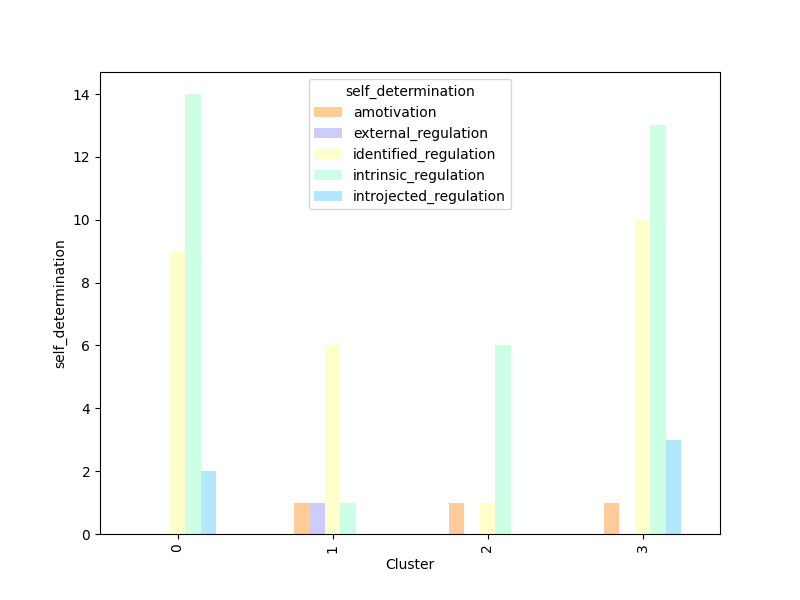 self_determination
amotivation
external_regulation
identified_regulation
intrinsic_regulation
introjected_regulation
14
12
10
8
6
4
2
0
self_determination
0
1
2
3
Cluster